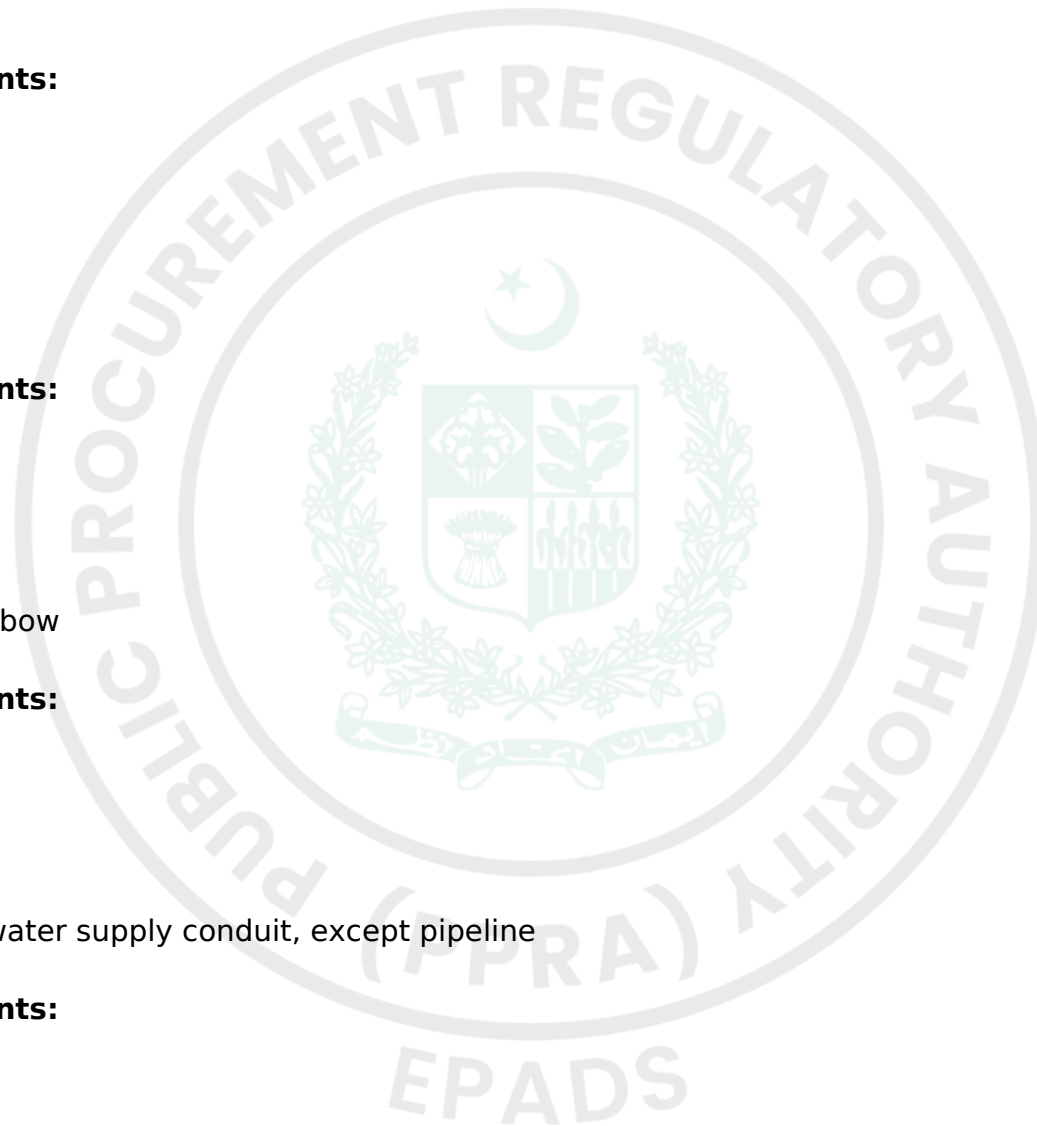 nts:
nts:
bow
nts:
water supply conduit, except pipeline
nts:
PUBLIC PROCUREMENT REGULATORY AUTHORITY
(PPRA)
EPADS